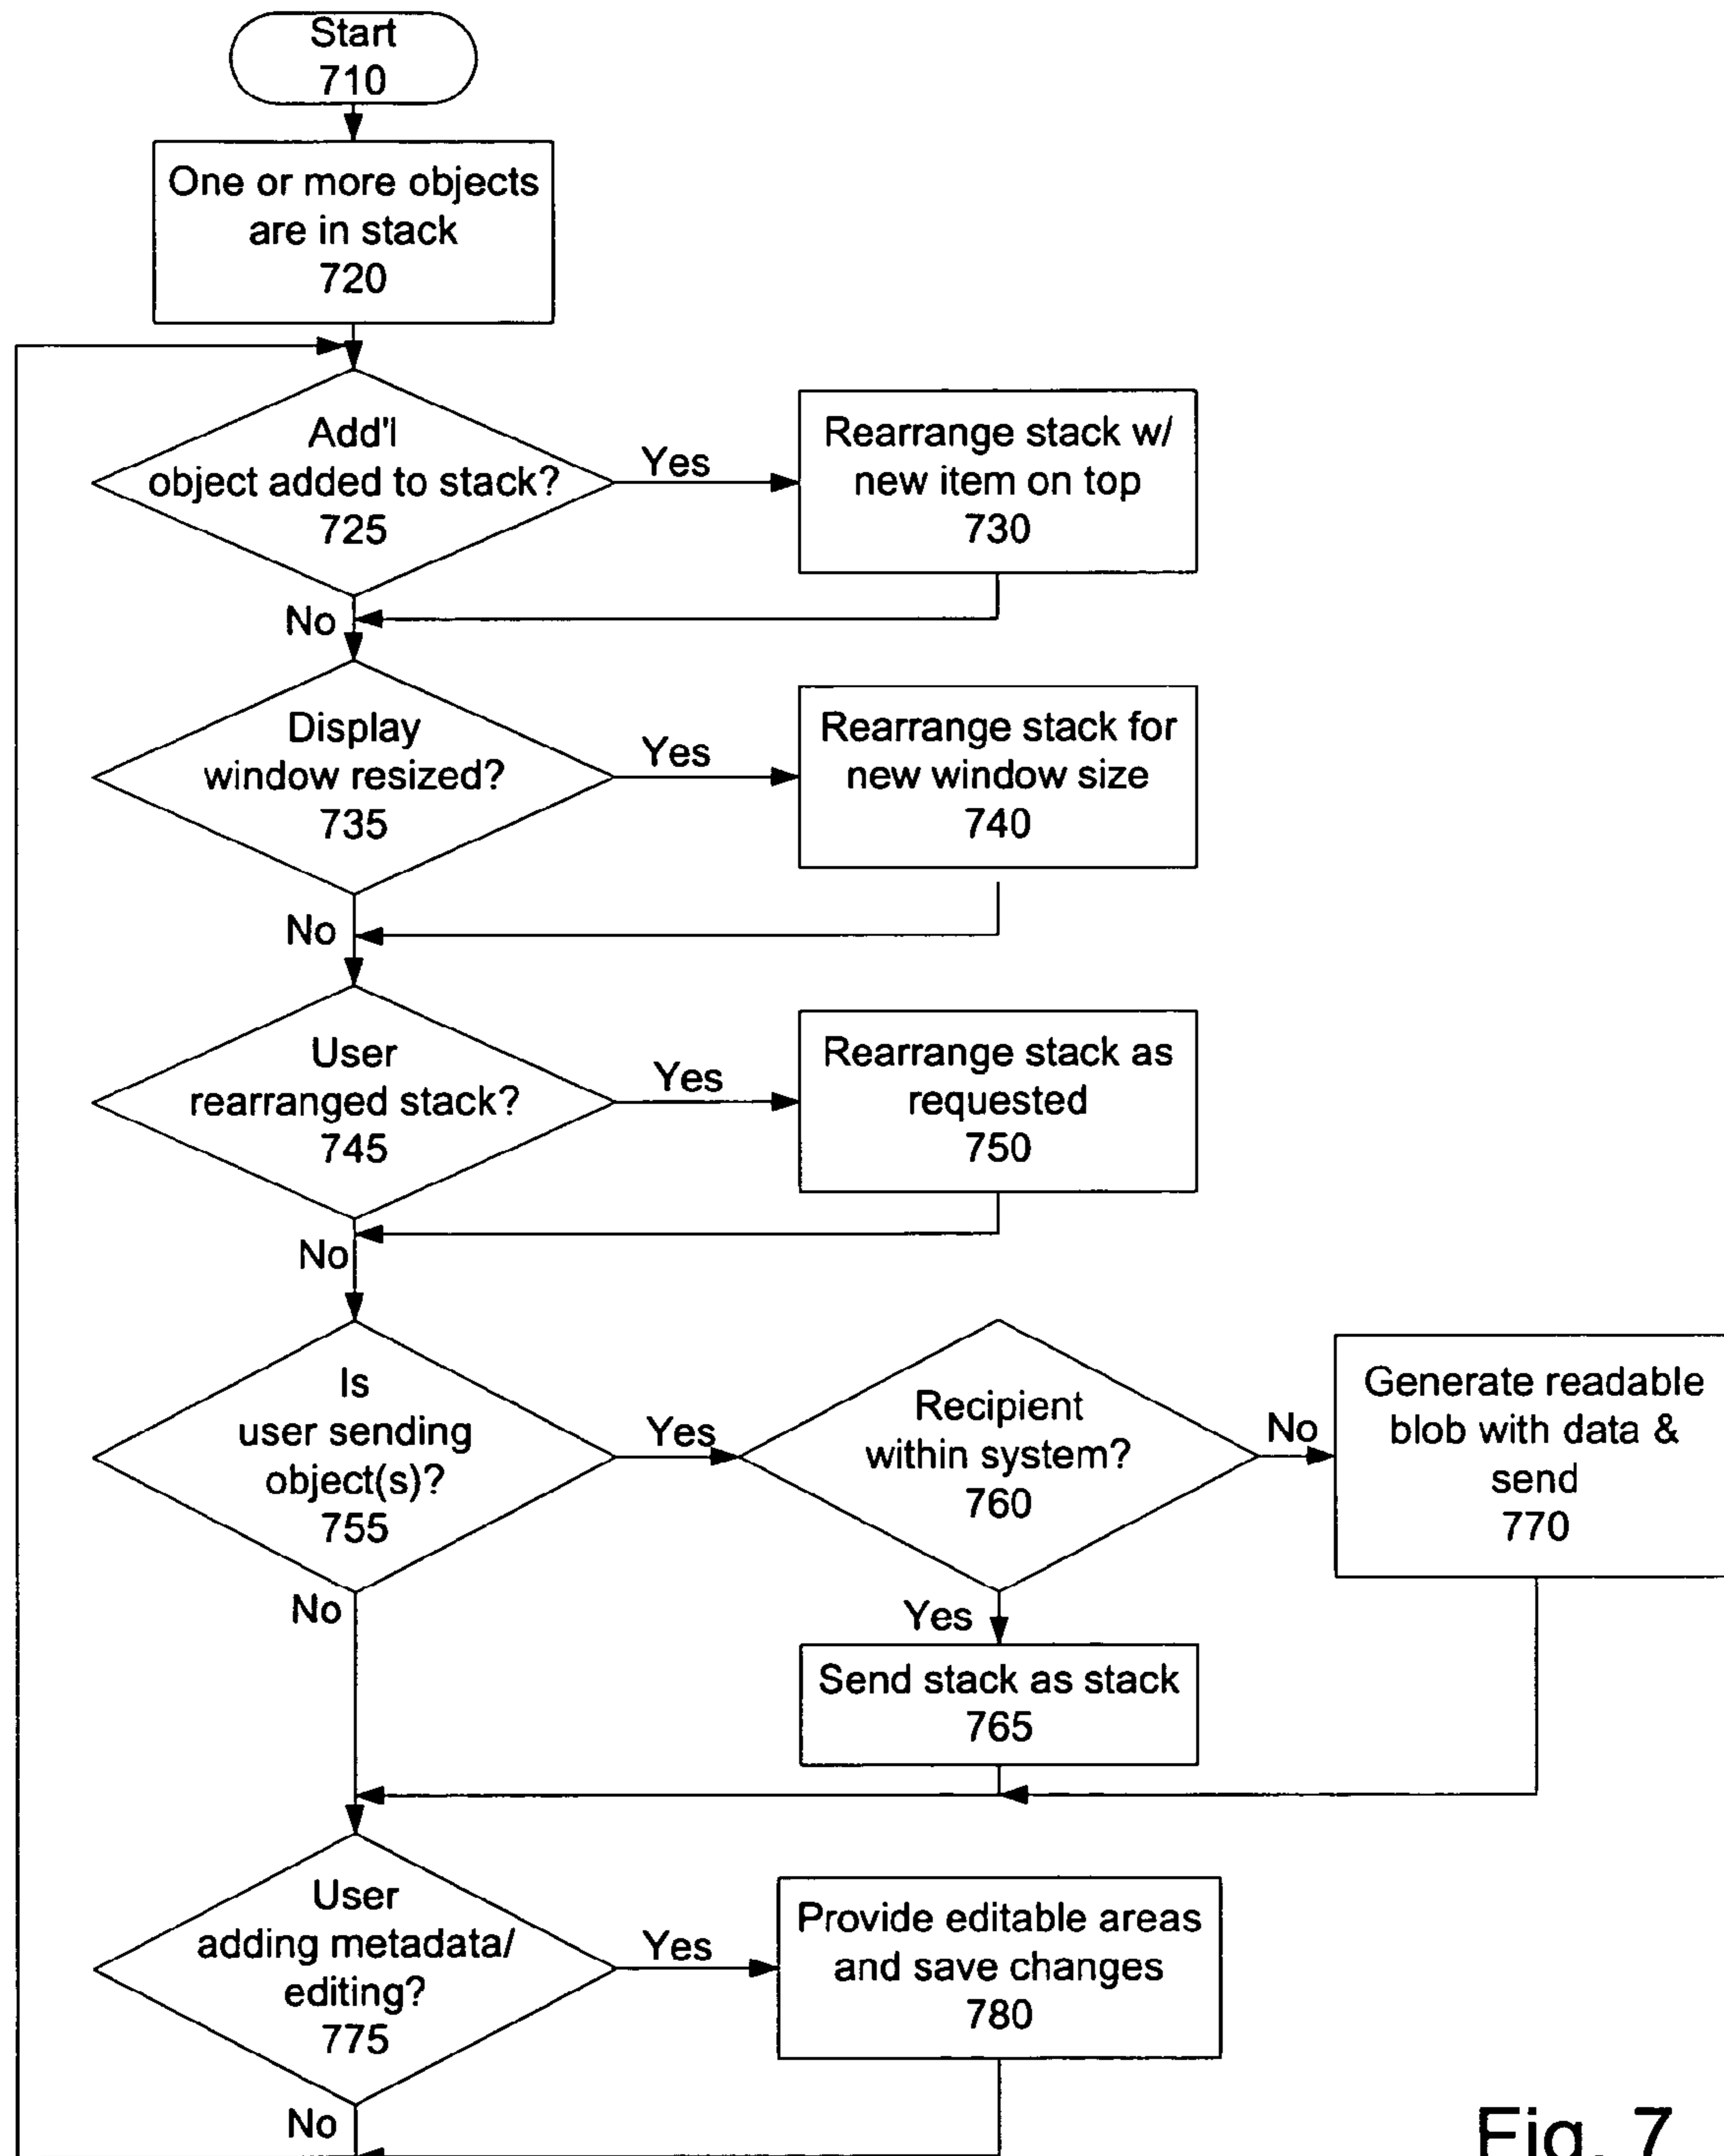 Start
710
One or more objects
are in stack
720
Add'l
object added to stack?
725
Yes
Rearrange stack w/
new item on top
730
No
Display
window resized?
735
Yes
Rearrange stack for
new window size
740
No
User
rearranged stack?
745
Yes
Rearrange stack as
requested
750
No
Is
user sending
object(s)?
755
Yes
Recipient
within system?
760
No
Generate readable
blob with data &
send
770
No
Yes
Send stack as stack
765
User
adding metadata/
editing?
775
Yes
Provide editable areas
and save changes
780
No
Fig. 7